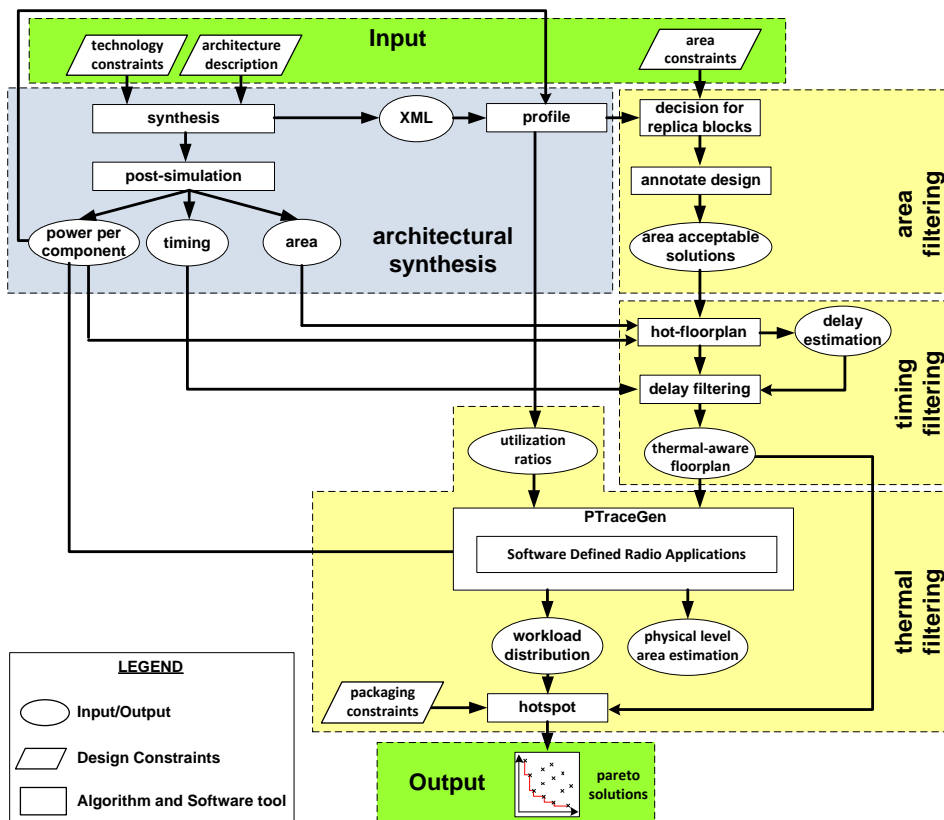 Input
technology
constraints
architecture
description
area
constraints
synthesis
XML
profile
decision for
replica blocks
post-simulation
annotate design
power per
component
timing
area
architectural
synthesis
area acceptable
solutions
area
filtering
hot-floorplan
delay
estimation
delay filtering
timing
filtering
utilization
ratios
thermal-aware
floorplan
PTraceGen
Software Defined Radio Applications
workload
distribution
physical level
area estimation
thermal
filtering
packaging
constraints
hotspot
Output
pareto
solutions
LEGEND
Input/Output
Design Constraints
Algorithm and Software tool